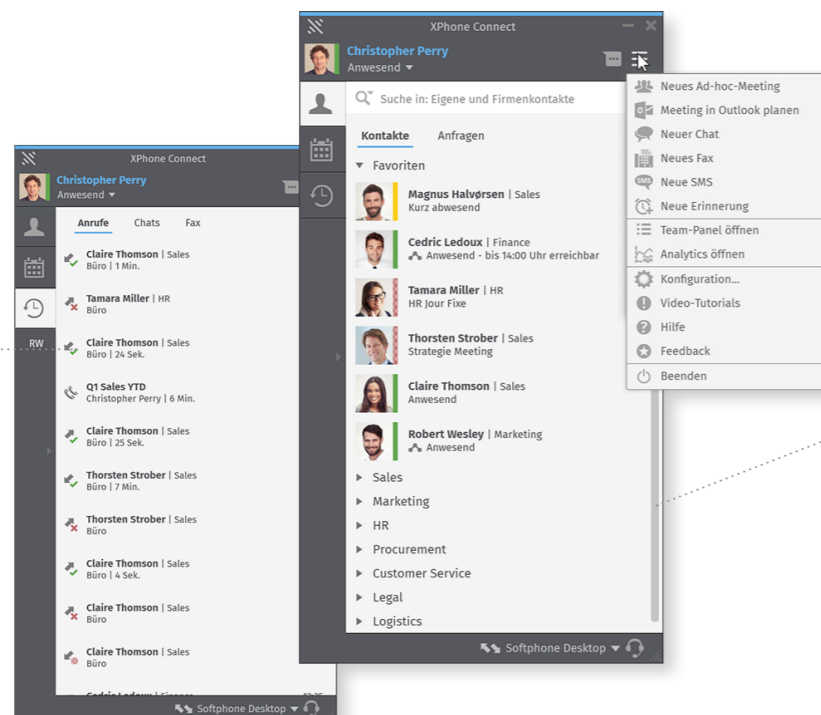 XPhone Connect
Christopher Perry
Anwesend
Suche in: Eigene und Firmenkontakte
Kontakte Anfragen
Favoriten
Magnus Halvørsen | Sales
Kurz abwesend
Cedric Ledoux | Finance
Anwesend - bis 14:00 Uhr erreichbar
Tamara Miller | HR
HR Jour Fixe
Thorsten Strober | Sales
Strategie Meeting
Claire Thomson | Sales
Anwesend
Robert Wesley | Marketing
Anwesend
Sales
Marketing
HR
Procurement
Customer Service
Legal
Logistics
Softphone Desktop
Neues Ad-hoc-Meeting
Meeting in Outlook planen
Neuer Chat
Neues Fax
SMS Neue SMS
Neue Erinnerung
Team-Panel öffnen
Analytics öffnen
Konfiguration...
Video-Tutorials
Hilfe
Feedback
Beenden
XPhone Connect
Christopher Perry
Anwesend
Anrufe Chats Fax
RW
Claire Thomson | Sales
Büro | 1 Min.
Tamara Miller | HR
Büro
Claire Thomson | Sales
Büro | 24 Sek.
Q1 Sales YTD
Christopher Perry | 6 Min.
Claire Thomson | Sales
Büro | 25 Sek.
Thorsten Strober | Sales
Büro | 7 Min.
Thorsten Strober | Sales
Büro
Claire Thomson | Sales
Büro | 4 Sek.
Claire Thomson | Sales
Büro
Claire Thomson | Sales
Büro
Cedric Ledoux | Finance
Softphone Desktop